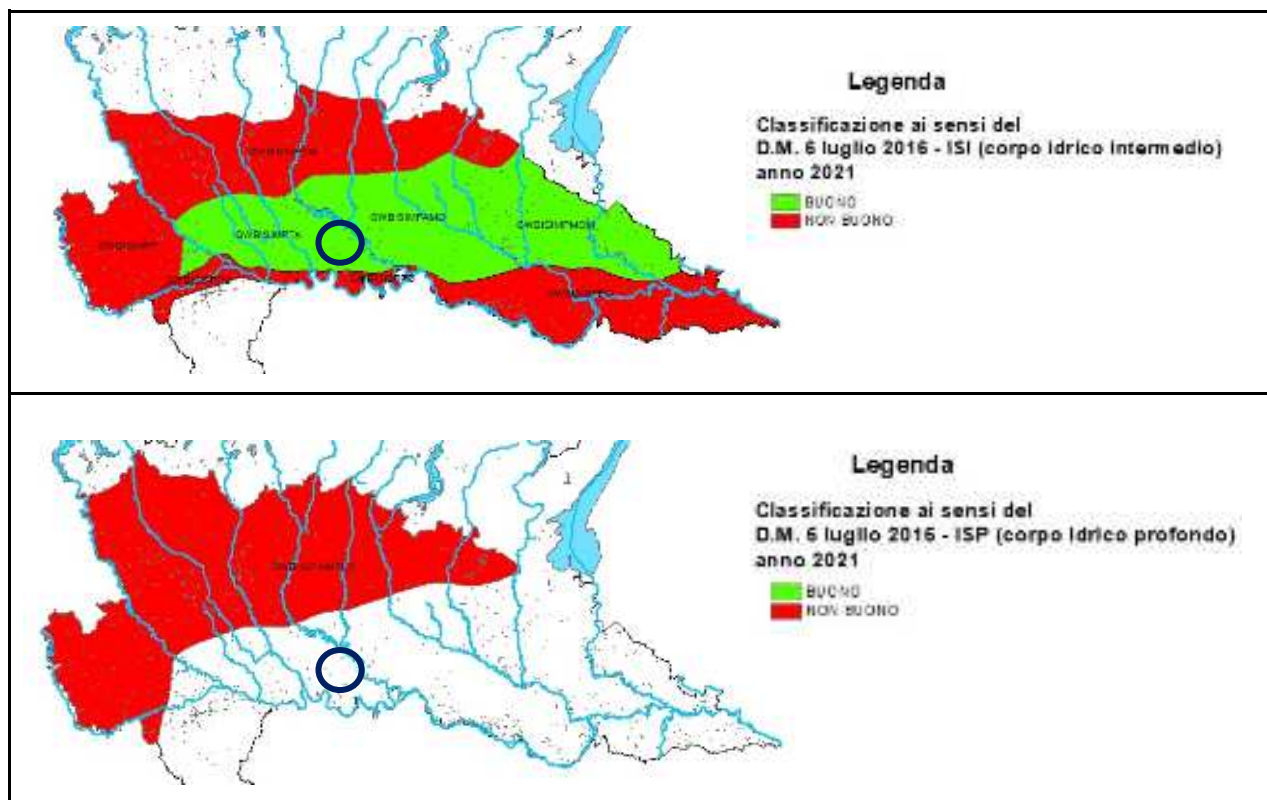 Legenda
Classificazione ai sensi del
D.M. 6 luglio 2016 - ISI (corpo idrico intermedio)
anno 2021
BUONO
NON BUONO
Legenda
Classificazione ai sensi del
D.M. 6 luglio 2016 - ISP (corpo idrico profondo)
anno 2021
BUONO
NON BUONO